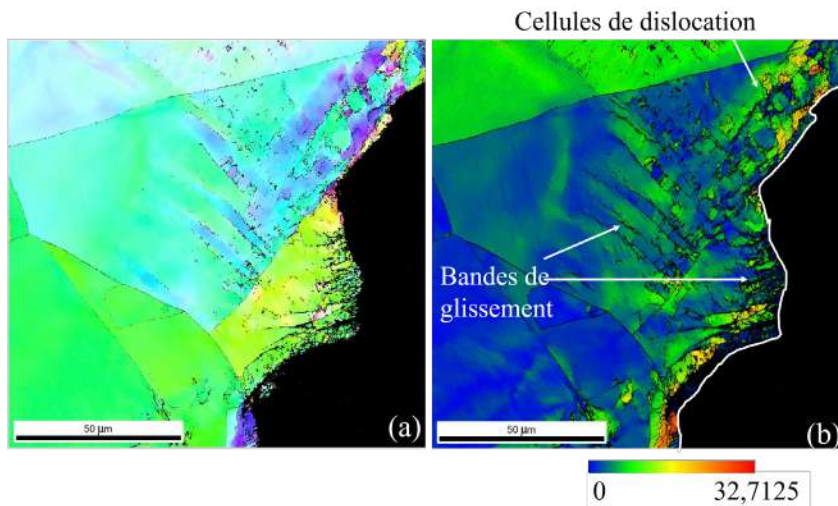 Cellules de dislocation
Bandes de
glissement
50 µm
(a)
50 µm
(b)
0
32,7125